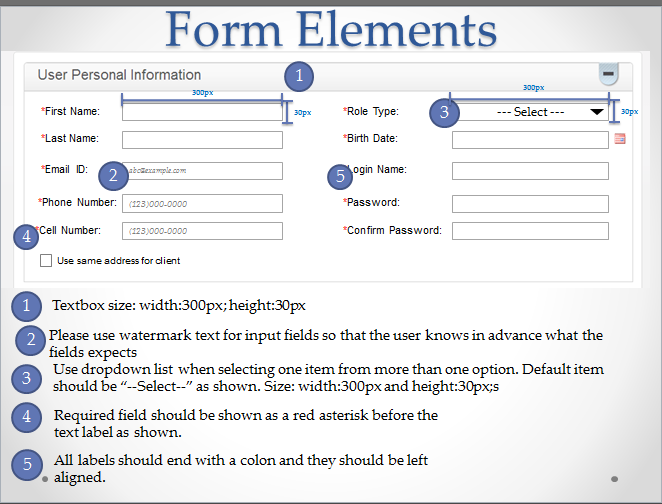 Form Elements
User Personal Information
1
300px
300px
*First Name:
30px
*Role Type:
3
--- Select ---
30px
*Last Name:
*Birth Date:
*Email ID:
2
abc@example.com
5
Login Name:
*Phone Number:
(123)000-0000
*Password:
4
*Cell Number:
(123)000-0000
*Confirm Password:
Use same address for client
1 Textbox size: width:300px; height:30px
2 Please use watermark text for input fields so that the user knows in advance what the
fields expects
3 Use dropdown list when selecting one item from more than one option. Default item
should be “--Select--” as shown. Size: width:300px and height:30px;s
4 Required field should be shown as a red asterisk before the
text label as shown.
5 All labels should end with a colon and they should be left
aligned.